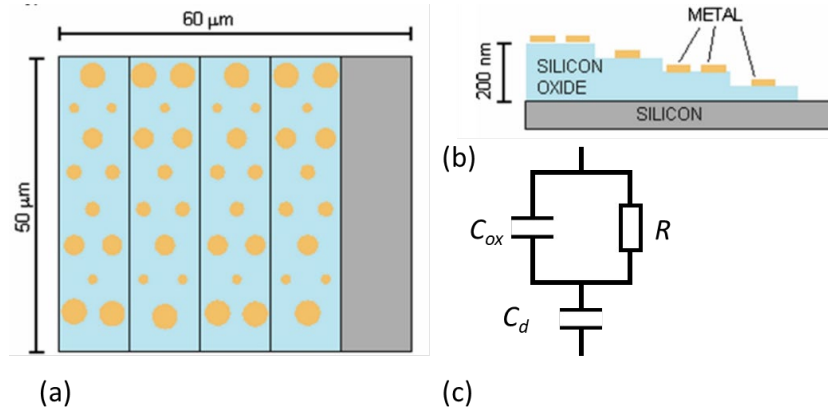 60 μm
50 μm
(a)
METAL
200 nm
SILICON
OXIDE
SILICON
(b)
Cox
R
Cd
(c)